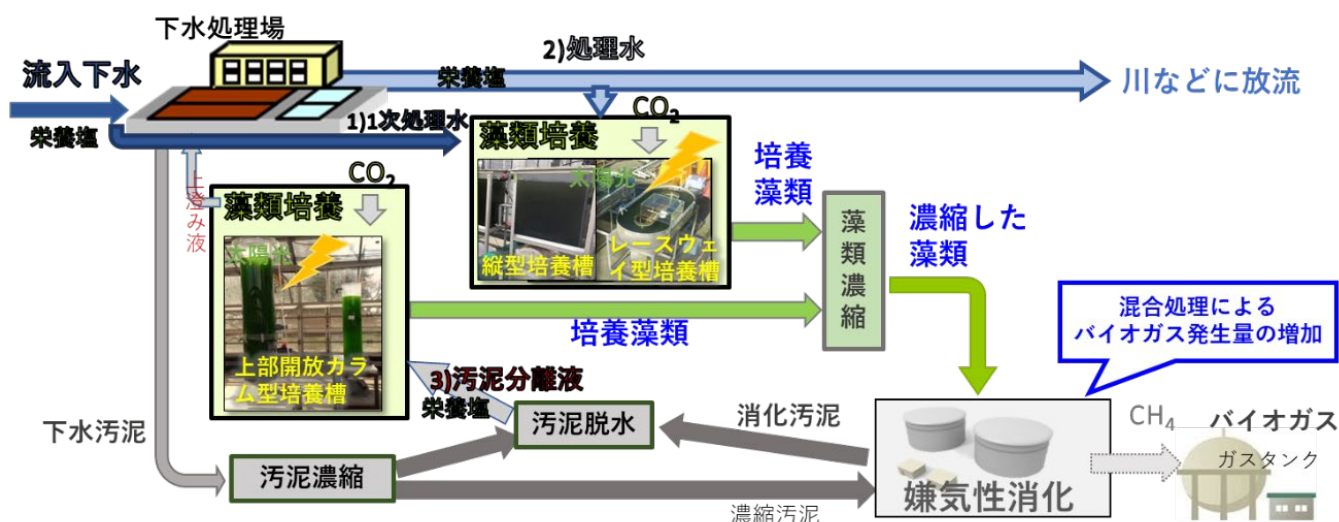 下水処理場
流入下水
栄養塩
2)処理水
栄養塩
川などに放流
1)1次処理水
CO₂
藻類培養
太陽光
縦型培養槽
レースウェ
イ型培養槽
培養
藻類
上澄み液
CO₂
藻類培養
太陽光
上部開放カラ
ム型培養槽
培養藻類
藻類濃縮
濃縮した
藻類
混合処理による
バイオガス発生量の増加
3)汚泥分離液
栄養塩
下水汚泥
汚泥濃縮
汚泥脱水
消化汚泥
濃縮汚泥
嫌気性消化
CH₄
バイオガス
ガスタンク